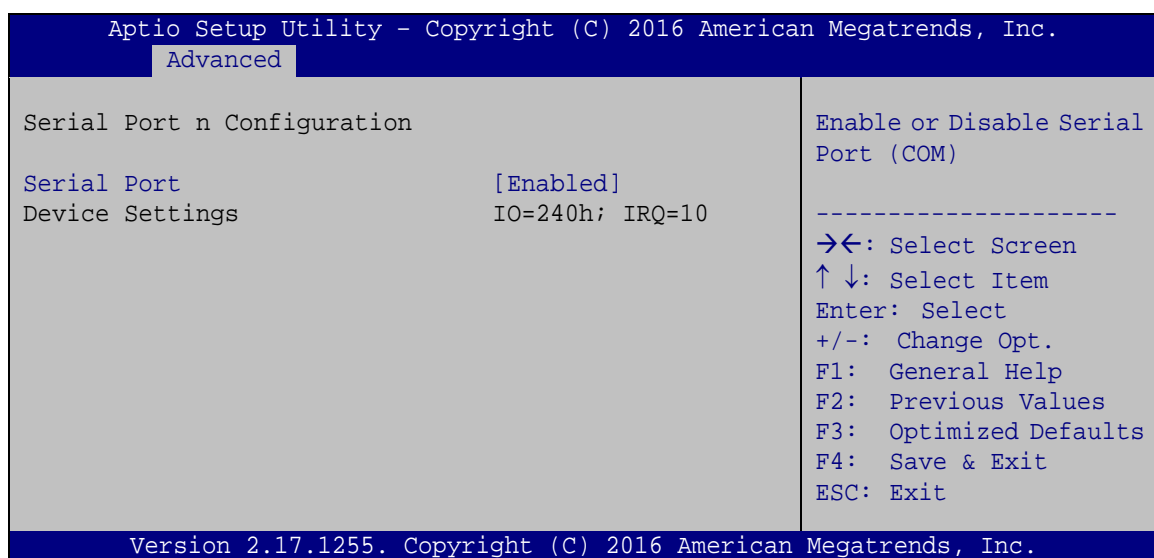 Aptio Setup Utility – Copyright (C) 2016 American Megatrends, Inc.
Advanced
Serial Port n Configuration
Serial Port [Enabled]
Device Settings IO=240h; IRQ=10
Enable or Disable Serial
Port (COM)
---------------------
→←: Select Screen
↑ ↓: Select Item
Enter: Select
+/-: Change Opt.
F1: General Help
F2: Previous Values
F3: Optimized Defaults
F4: Save & Exit
ESC: Exit
Version 2.17.1255. Copyright (C) 2016 American Megatrends, Inc.